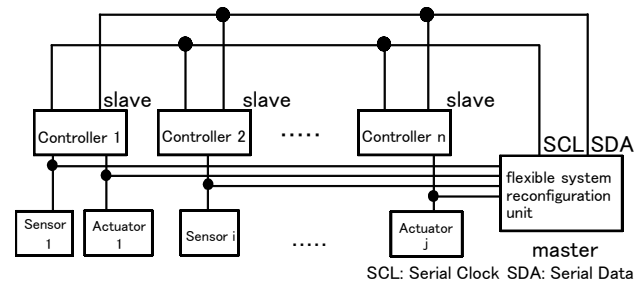 slave
slave
slave
Controller 1
Controller 2
.....
Controller n
SCL SDA
flexible system
reconfiguration
unit
Sensor
1
Actuator
1
Sensor i
.....
Actuator
j
master
SCL: Serial Clock SDA: Serial Data